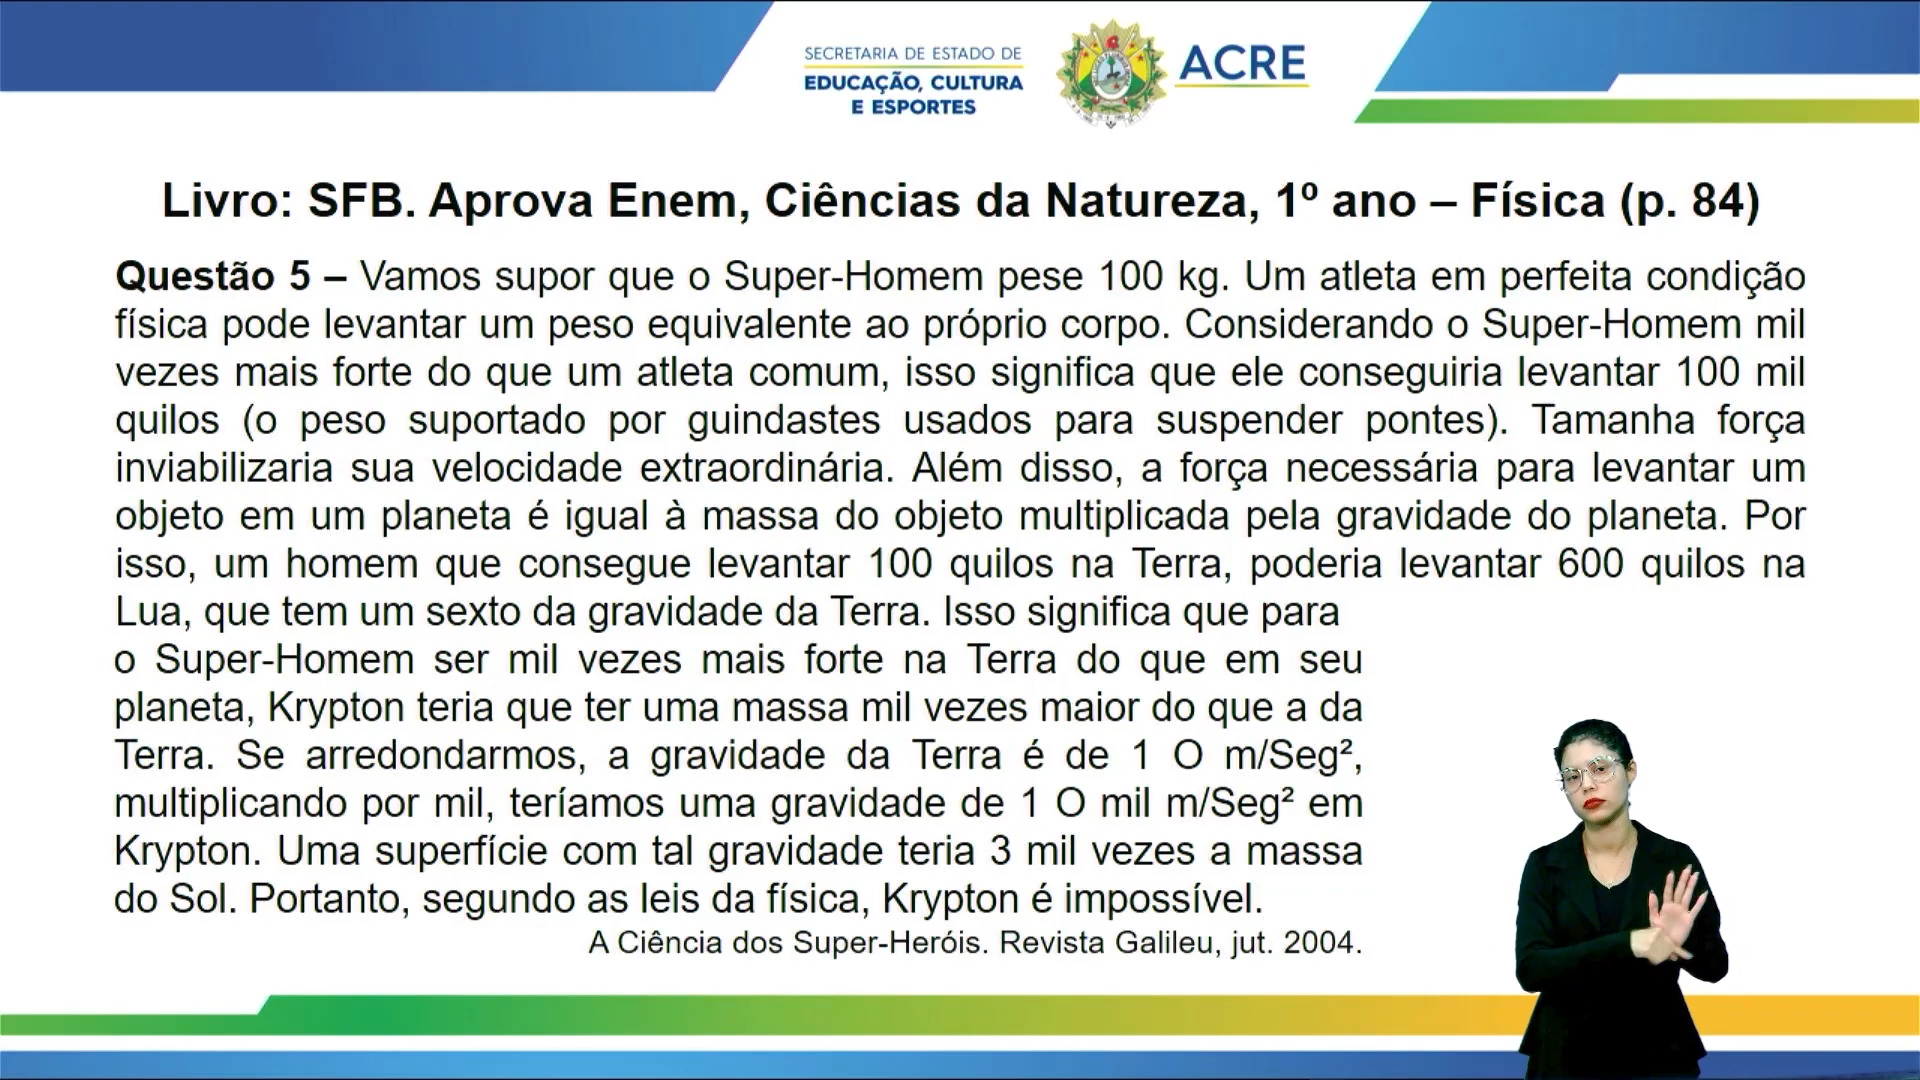 SECRETARIA DE ESTADO DE
EDUCAÇÃO, CULTURA
E ESPORTES
ACRE
Livro: SFB. Aprova Enem, Ciências da Natureza, 1º ano – Física (p. 84)
Questão 5 – Vamos supor que o Super-Homem pese 100 kg. Um atleta em perfeita condição
física pode levantar um peso equivalente ao próprio corpo. Considerando o Super-Homem mil
vezes mais forte do que um atleta comum, isso significa que ele conseguiria levantar 100 mil
quilos (o peso suportado por guindastes usados para suspender pontes). Tamanha força
inviabilizaria sua velocidade extraordinária. Além disso, a força necessária para levantar um
objeto em um planeta é igual à massa do objeto multiplicada pela gravidade do planeta. Por
isso, um homem que consegue levantar 100 quilos na Terra, poderia levantar 600 quilos na
Lua, que tem um sexto da gravidade da Terra. Isso significa que para
o Super-Homem ser mil vezes mais forte na Terra do que em seu
planeta, Krypton teria que ter uma massa mil vezes maior do que a da
Terra. Se arredondarmos, a gravidade da Terra é de 1 O m/Seg²,
multiplicando por mil, teríamos uma gravidade de 1 O mil m/Seg² em
Krypton. Uma superfície com tal gravidade teria 3 mil vezes a massa
do Sol. Portanto, segundo as leis da física, Krypton é impossível.
A Ciência dos Super-Heróis. Revista Galileu, jut. 2004.